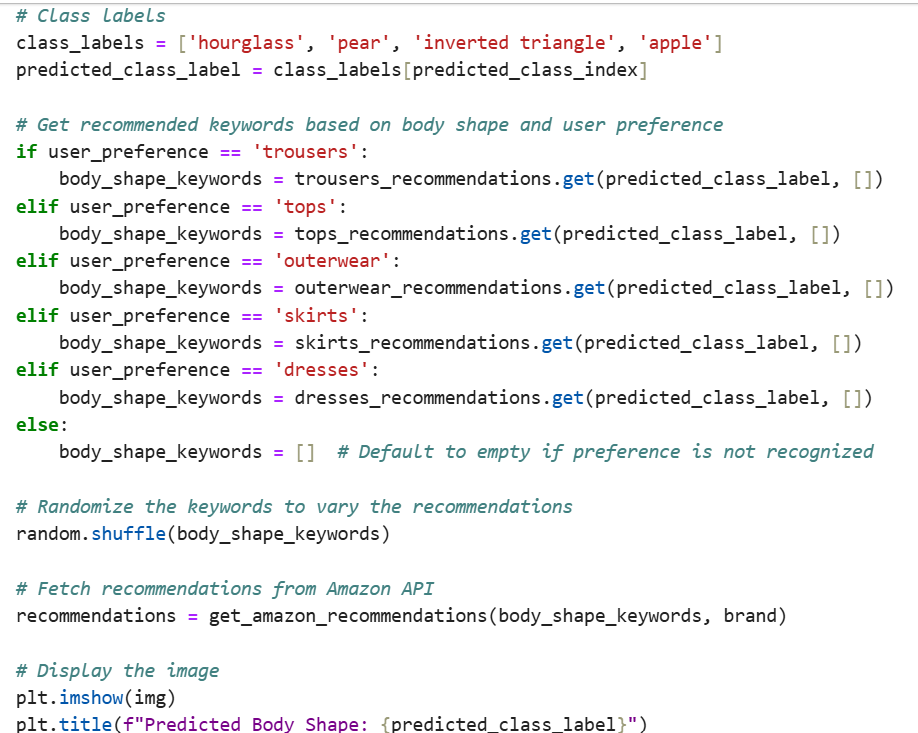 # Class labels
class_labels = ['hourglass', 'pear', 'inverted triangle', 'apple']
predicted_class_label = class_labels[predicted_class_index]

# Get recommended keywords based on body shape and user preference
if user_preference == 'trousers':
    body_shape_keywords = trousers_recommendations.get(predicted_class_label, [])
elif user_preference == 'tops':
    body_shape_keywords = tops_recommendations.get(predicted_class_label, [])
elif user_preference == 'outerwear':
    body_shape_keywords = outerwear_recommendations.get(predicted_class_label, [])
elif user_preference == 'skirts':
    body_shape_keywords = skirts_recommendations.get(predicted_class_label, [])
elif user_preference == 'dresses':
    body_shape_keywords = dresses_recommendations.get(predicted_class_label, [])
else:
    body_shape_keywords = []  # Default to empty if preference is not recognized

# Randomize the keywords to vary the recommendations
random.shuffle(body_shape_keywords)

# Fetch recommendations from Amazon API
recommendations = get_amazon_recommendations(body_shape_keywords, brand)

# Display the image
plt.imshow(img)
plt.title(f"Predicted Body Shape: {predicted_class_label}")